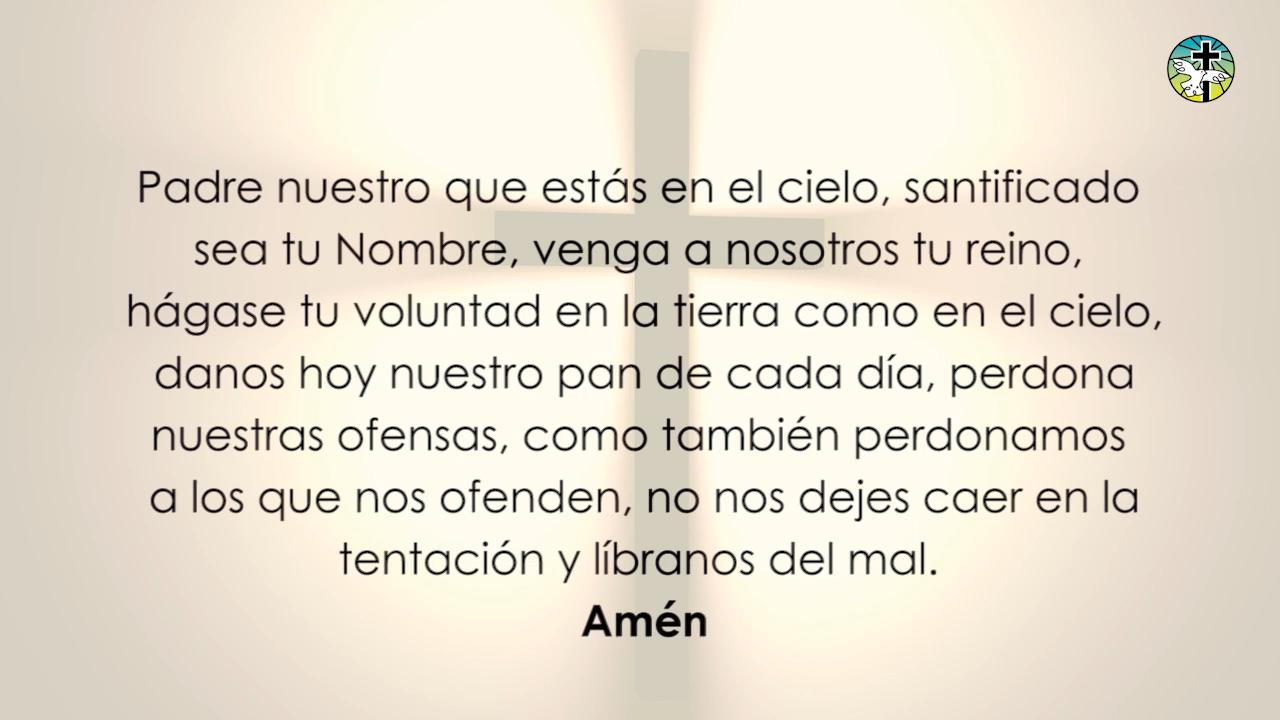 Padre nuestro que estás en el cielo, santificado
sea tu Nombre, venga a nosotros tu reino,
hágase tu voluntad en la tierra como en el cielo,
danos hoy nuestro pan de cada día, perdona
nuestras ofensas, como también perdonamos
a los que nos ofenden, no nos dejes caer en la
tentación y líbranos del mal.
Amén